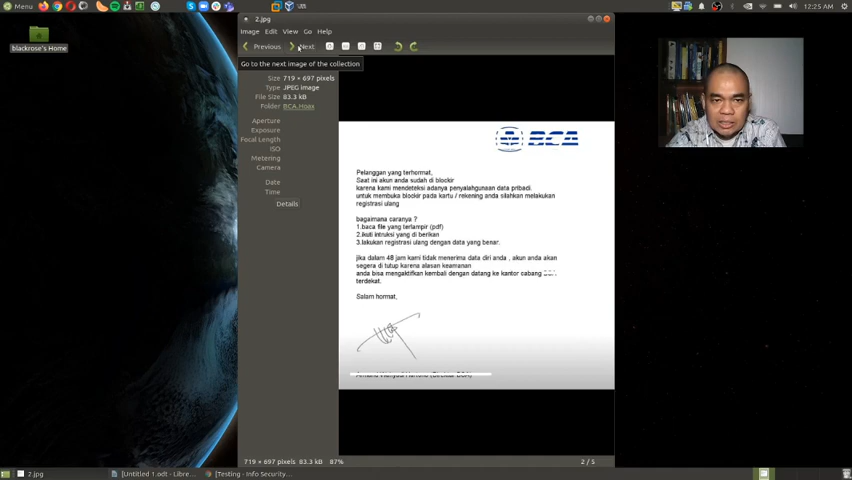 Menu
12:25 AM
blackrose's Home
2.jpg
Image Edit View Go Help
Previous Next
Go to the next image of the collection
Size 719 × 697 pixels
Type JPEG image
File Size 83.3 kB
Folder BCA.Hoax
Aperture
Exposure
Focal Length
ISO
Metering
Camera
Date
Time
Details
BCA
Pelanggan yang terhormat,
Saat ini akun anda sudah di blockir
karena kami mendeteksi adanya penyalahgunaan data pribadi.
untuk membuka blockir pada kartu / rekening anda silahkan melakukan
registrasi ulang
bagaimana caranya ?
1.baca file yang terlampir (pdf)
2.ikuti intruksi yang di berikan
3.lakukan registrasi ulang dengan data yang benar.
jika dalam 48 jam kami tidak menerima data diri anda , akun anda akan
segera di tutup karena alasan keamanan
anda bisa mengaktifkan kembali dengan datang ke kantor cabang
terdekat.
Salam hormat,
719 × 697 pixels 83.3 kB 87%
2 / 5
2.jpg
[Untitled 1.odt - Libre...
[Testing - Info Security...